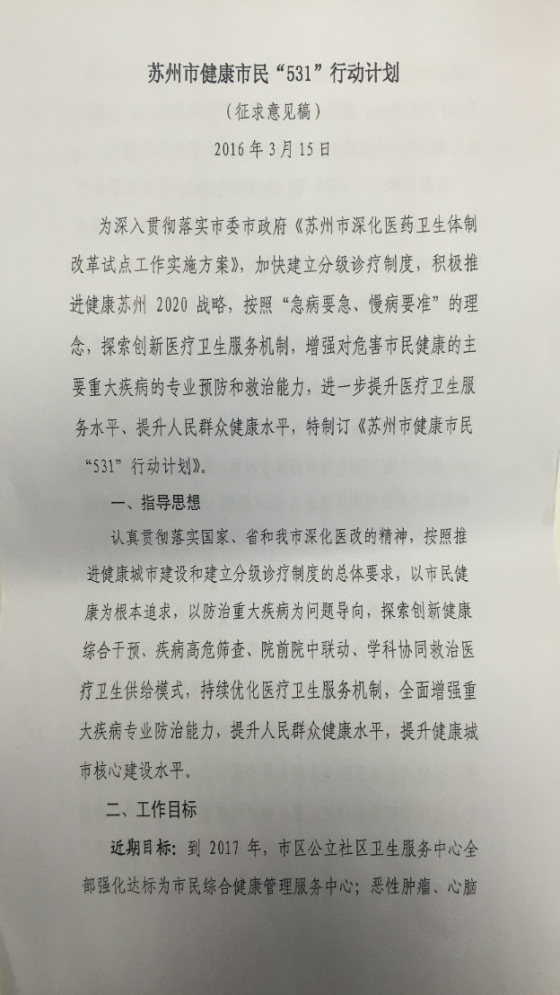 苏州市健康市民“531”行动计划
（征求意见稿）
2016年3月15日
为深入贯彻落实市委市政府《苏州市深化医药卫生体制
改革试点工作实施方案》，加快建立分级诊疗制度，积极推
进健康苏州 2020 战略，按照“急病要急、慢病要准”的理
念，探索创新医疗卫生服务机制，增强对危害市民健康的主
要重大疾病的专业预防和救治能力，进一步提升医疗卫生服
务水平、提升人民群众健康水平，特制订《苏州市健康市民
“531”行动计划》。
一、指导思想
认真贯彻落实国家、省和我市深化医改的精神，按照推
进健康城市建设和建立分级诊疗制度的总体要求，以市民健
康为根本追求，以防治重大疾病为问题导向，探索创新健康
综合干预、疾病高危筛查、院前院中联动、学科协同救治医
疗卫生供给模式，持续优化医疗卫生服务机制，全面增强重
大疾病专业防治能力，提升人民群众健康水平，提升健康城
市核心建设水平。
二、工作目标
近期目标：到 2017 年，市区公立社区卫生服务中心全
部强化达标为市民综合健康管理服务中心；恶性肿瘤、心脑